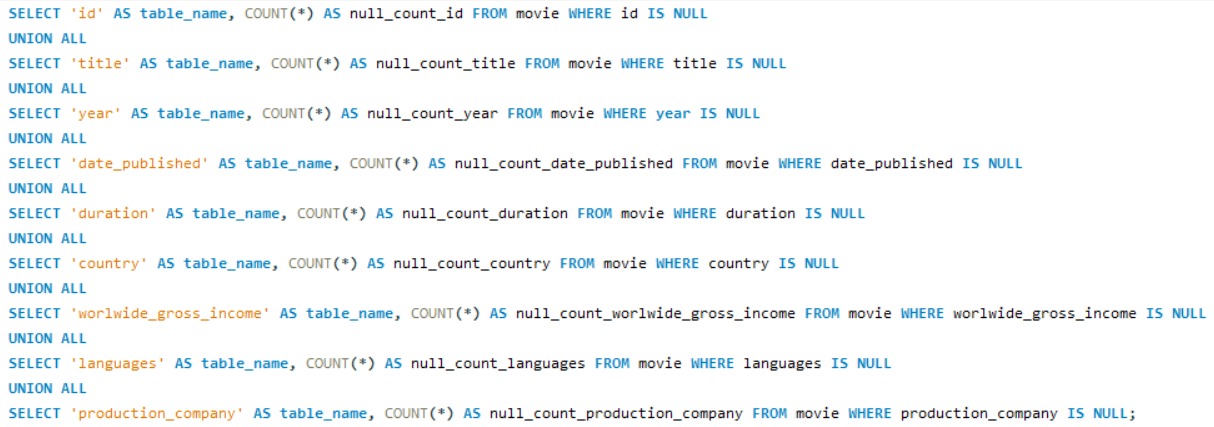 SELECT 'id' AS table_name, COUNT(*) AS null_count_id FROM movie WHERE id IS NULL
UNION ALL
SELECT 'title' AS table_name, COUNT(*) AS null_count_title FROM movie WHERE title IS NULL
UNION ALL
SELECT 'year' AS table_name, COUNT(*) AS null_count_year FROM movie WHERE year IS NULL
UNION ALL
SELECT 'date_published' AS table_name, COUNT(*) AS null_count_date_published FROM movie WHERE date_published IS NULL
UNION ALL
SELECT 'duration' AS table_name, COUNT(*) AS null_count_duration FROM movie WHERE duration IS NULL
UNION ALL
SELECT 'country' AS table_name, COUNT(*) AS null_count_country FROM movie WHERE country IS NULL
UNION ALL
SELECT 'worlwide_gross_income' AS table_name, COUNT(*) AS null_count_worlwide_gross_income FROM movie WHERE worlwide_gross_income IS NULL
UNION ALL
SELECT 'languages' AS table_name, COUNT(*) AS null_count_languages FROM movie WHERE languages IS NULL
UNION ALL
SELECT 'production_company' AS table_name, COUNT(*) AS null_count_production_company FROM movie WHERE production_company IS NULL;